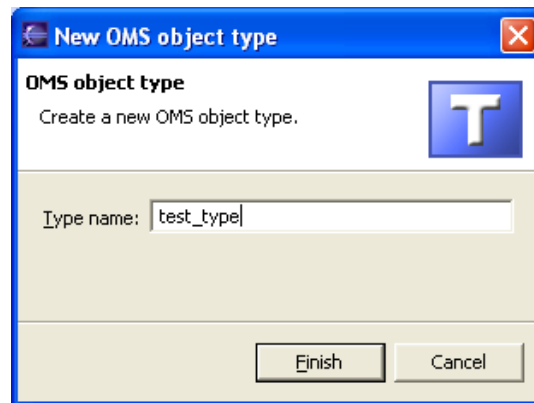 New OMS object type
OMS object type
Create a new OMS object type.
T
Type name: test_type
Finish Cancel